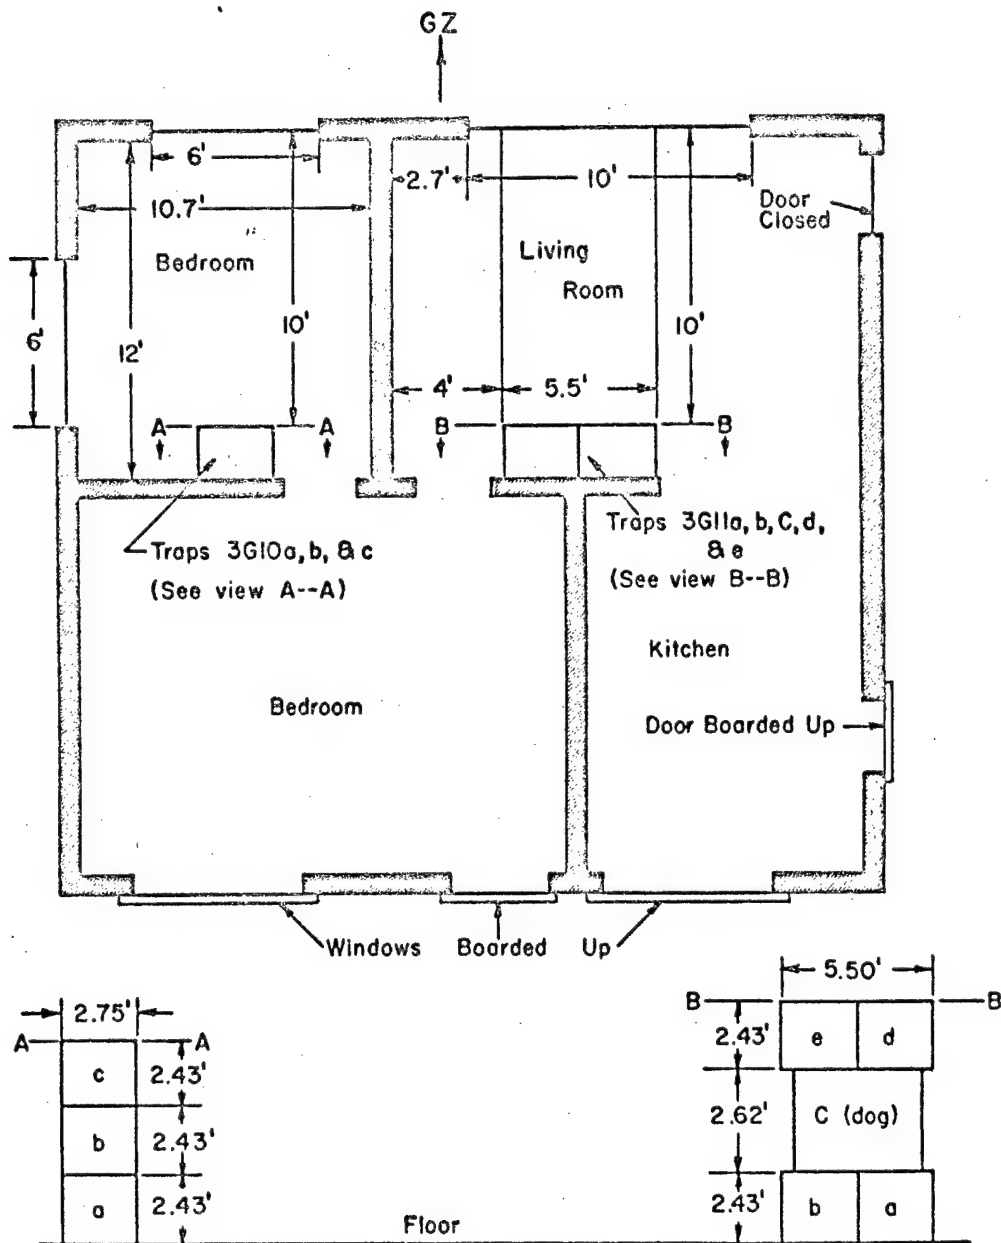 GZ
6'
2.7'
10'
10.7'
Door
Closed
Bedroom
Living
Room
6'
12'
10'
10'
4'
5.5'
A
A
B
B
Traps 3G10a, b, & c
(See view A--A)
Traps 3G11a, b, C, d,
& e
(See view B--B)
Kitchen
Bedroom
Door Boarded Up
Windows Boarded Up
2.75'
5.50'
A
A
B
B
c
2.43'
2.43'
e
d
b
2.43'
2.62'
C (dog)
a
2.43'
2.43'
b
a
Floor